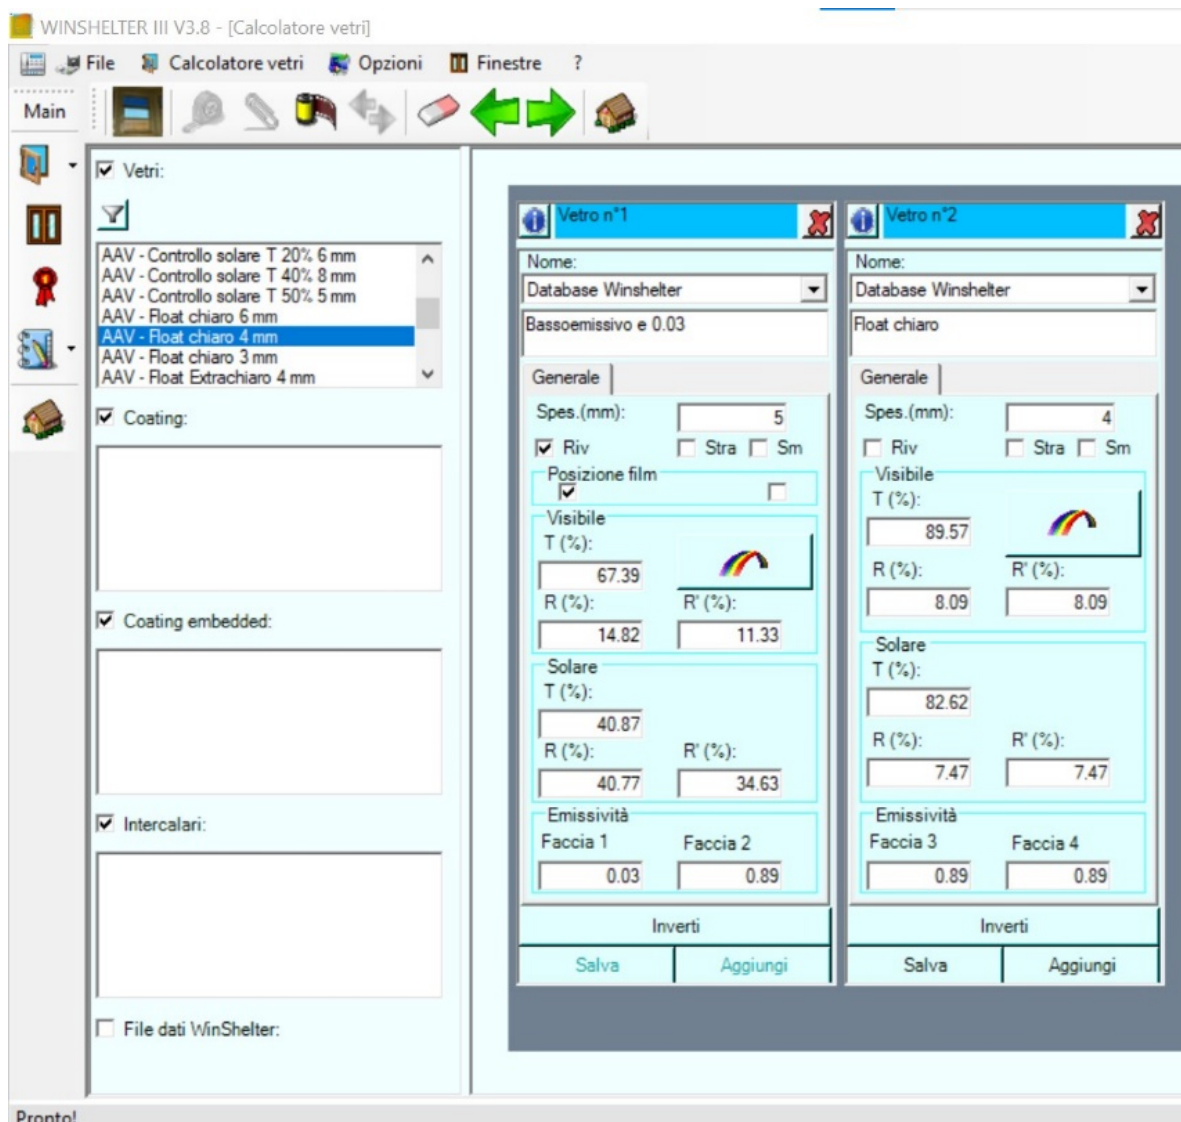 WINSHELTER III V3.8 - [Calcolatore vetri]
File Calcolatore vetri Opzioni Finestre ?
Main
Vetri:
AAV - Controllo solare T 20% 6 mm
AAV - Controllo solare T 40% 8 mm
AAV - Controllo solare T 50% 5 mm
AAV - Float chiaro 6 mm
AAV - Float chiaro 4 mm
AAV - Float chiaro 3 mm
AAV - Float Extrachiaro 4 mm
Coating:
Coating embedded:
Intercalari:
File dati WinShelter:
Vetro n°1
Nome:
Database Winshelter
Bassoemissivo e 0.03
Generale
Spes.(mm): 5
Riv Stra Sm
Posizione film
Visibile
T (%):
67.39
R (%): R' (%):
14.82 11.33
Solare
T (%):
40.87
R (%): R' (%):
40.77 34.63
Emissività
Faccia 1 Faccia 2
0.03 0.89
Inverti
Salva Aggiungi
Vetro n°2
Nome:
Database Winshelter
Float chiaro
Generale
Spes.(mm): 4
Riv Stra Sm
Visibile
T (%):
89.57
R (%): R' (%):
8.09 8.09
Solare
T (%):
82.62
R (%): R' (%):
7.47 7.47
Emissività
Faccia 3 Faccia 4
0.89 0.89
Inverti
Salva Aggiungi
Pronto!